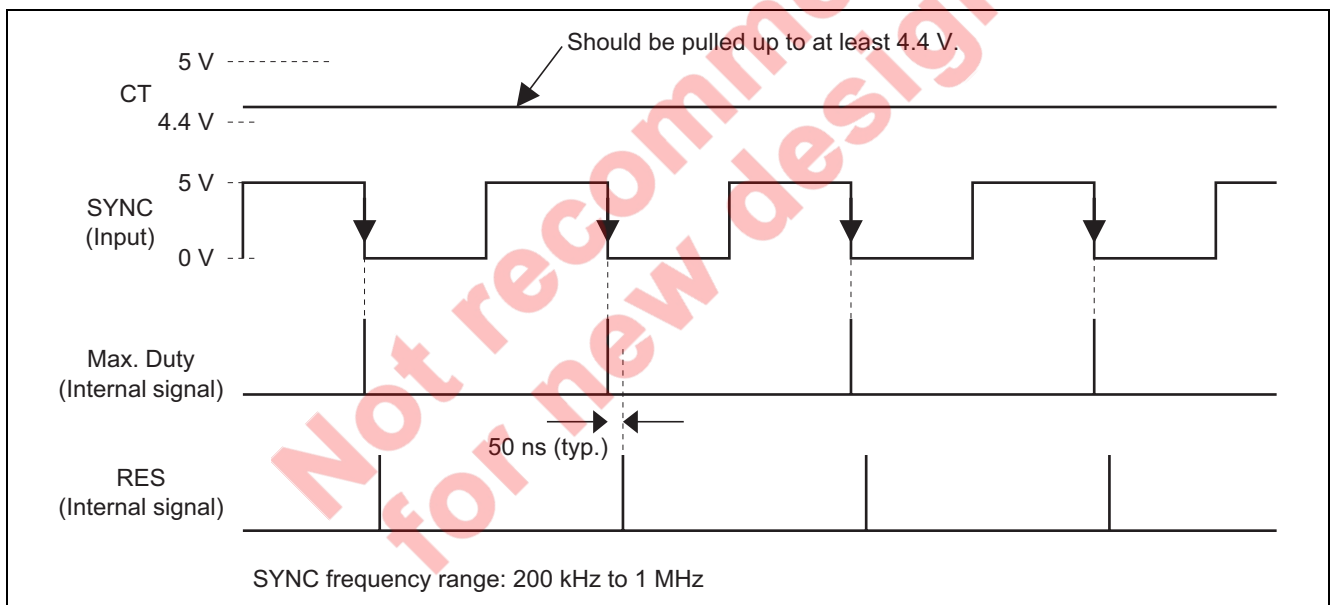 Should be pulled up to at least 4.4 V.
5 V
CT
4.4 V
5 V
SYNC
(Input)
0 V
Max. Duty
(Internal signal)
50 ns (typ.)
RES
(Internal signal)
SYNC frequency range: 200 kHz to 1 MHz
Not recomme
for new design